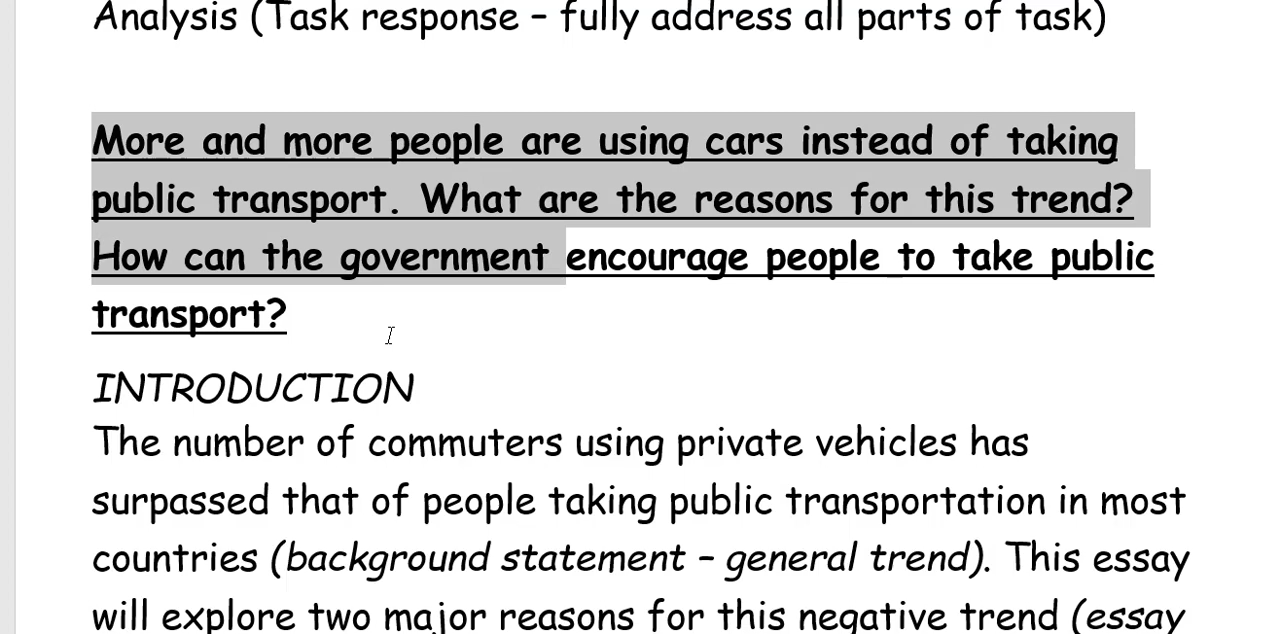 Analysis (Task response – fully address all parts of task)
More and more people are using cars instead of taking
public transport. What are the reasons for this trend?
How can the government encourage people to take public
transport?
INTRODUCTION
The number of commuters using private vehicles has
surpassed that of people taking public transportation in most
countries (background statement – general trend). This essay
will explore two major reasons for this negative trend (essay